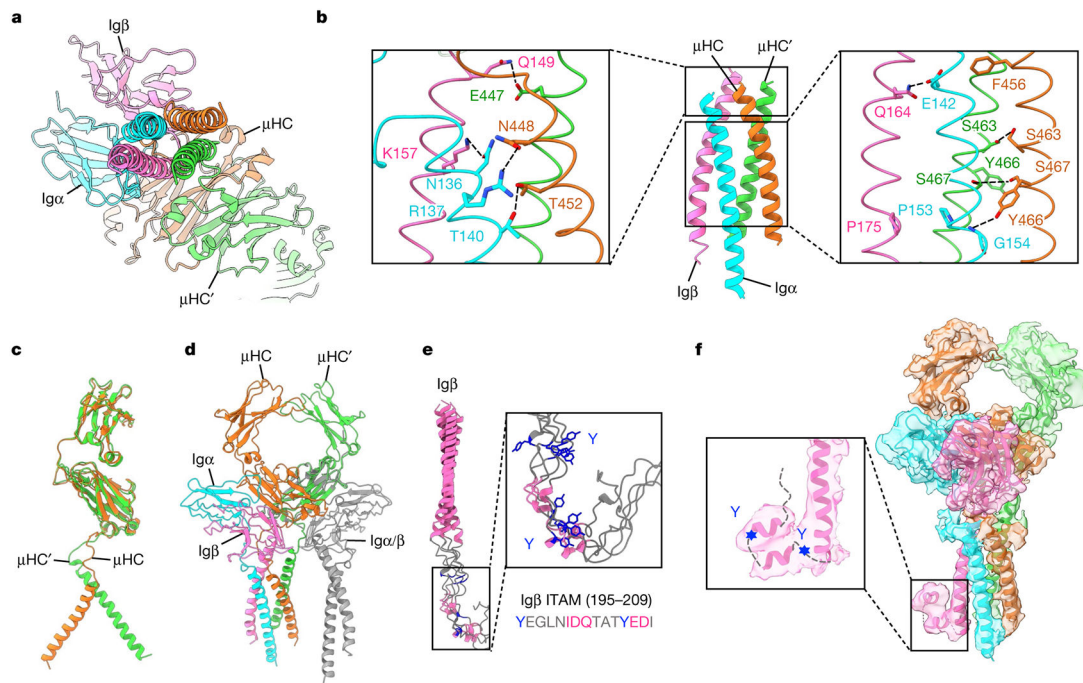 a
Igβ
μHC
Igα
μHC′
b
Q149
E447
N448
K157
N136
R137
T452
T140
μHC
μHC′
Igβ
Igα
F456
Q164
E142
S463
S463
Y466
S467
S467
P153
P175
Y466
G154
c
μHC′
μHC
d
μHC
μHC′
Igα
Igβ
Igα/β
e
Igβ
Y
Y
Igβ ITAM (195–209)
YEGLNIDQTATYEDI
f
Y
Y